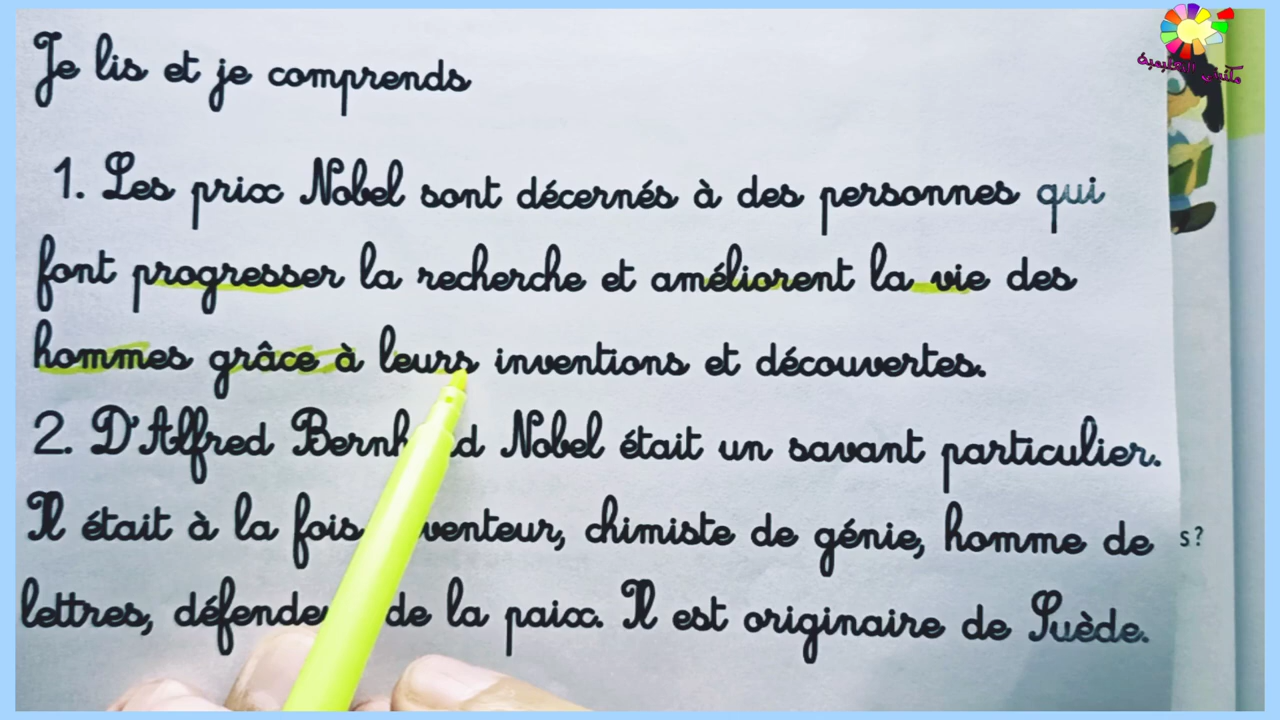 مكتبتي التعليمية
Je lis et je comprends
1. Les prix Nobel sont décernés à des personnes qui
font progresser la recherche et améliorent la vie des
hommes grâce à leurs inventions et découvertes.
2. D'Alfred Nobel était un savant particulier.
Il était à la fois chimiste de génie, homme de
s?
lettres, de la paix. Il est originaire de Suède.